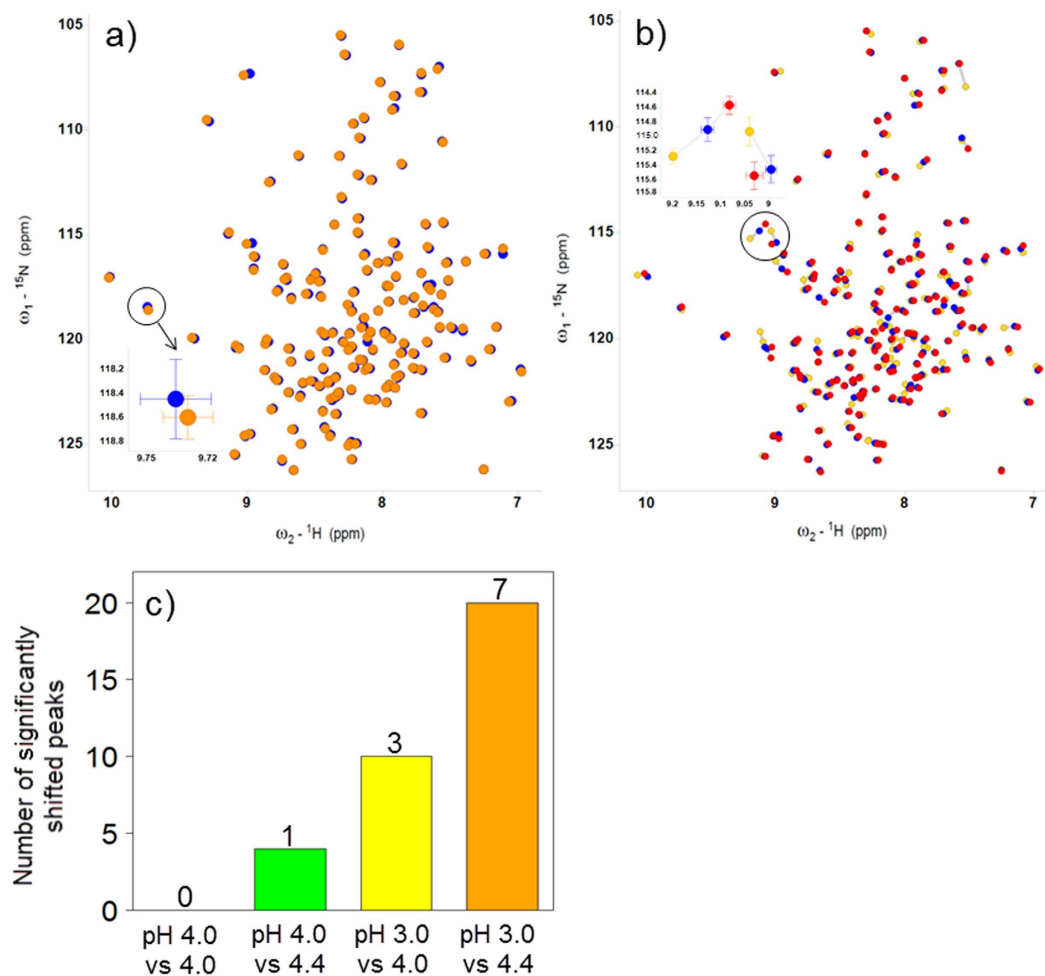 a)
105
110
115
120
125
ω1 - 15N (ppm)
118.2
118.4
118.6
118.8
9.75 9.72
10 9 8 7
ω2 - 1H (ppm)
b)
105
110
115
120
125
ω1 - 15N (ppm)
114.4
114.6
114.8
115.0
115.2
115.4
115.6
115.8
9.2 9.15 9.1 9.05 9
10 9 8 7
ω2 - 1H (ppm)
c)
Number of significantly
shifted peaks
20
15
10
5
0
0
1
3
7
pH 4.0 pH 4.0 pH 3.0 pH 3.0
vs 4.0 vs 4.4 vs 4.0 vs 4.4